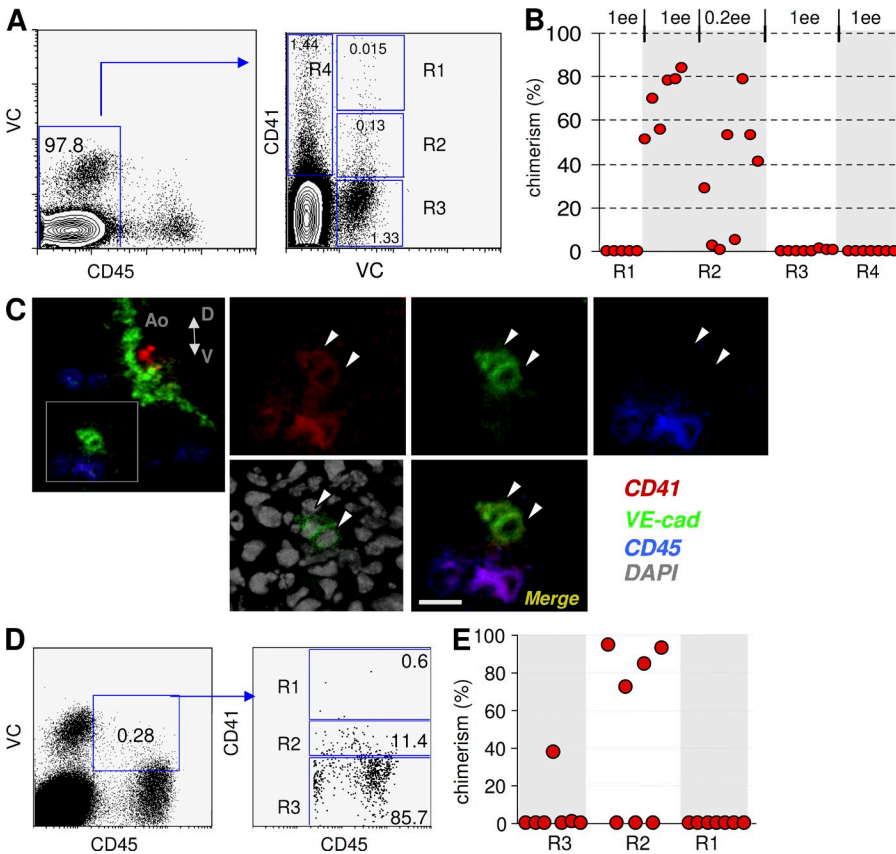 A
VC
97.8
CD45
CD41
1.44
R4
0.015
R1
0.13
R2
R3
1.33
VC
B
1ee 1ee 0.2ee 1ee 1ee
chimerism (%)
100
80
60
40
20
0
R1 R2 R3 R4
C
Ao
D
V
CD41
VE-cad
CD45
DAPI
Merge
D
VC
0.28
CD45
CD41
R1
0.6
R2
11.4
R3
85.7
CD45
E
chimerism (%)
100
80
60
40
20
0
R3 R2 R1